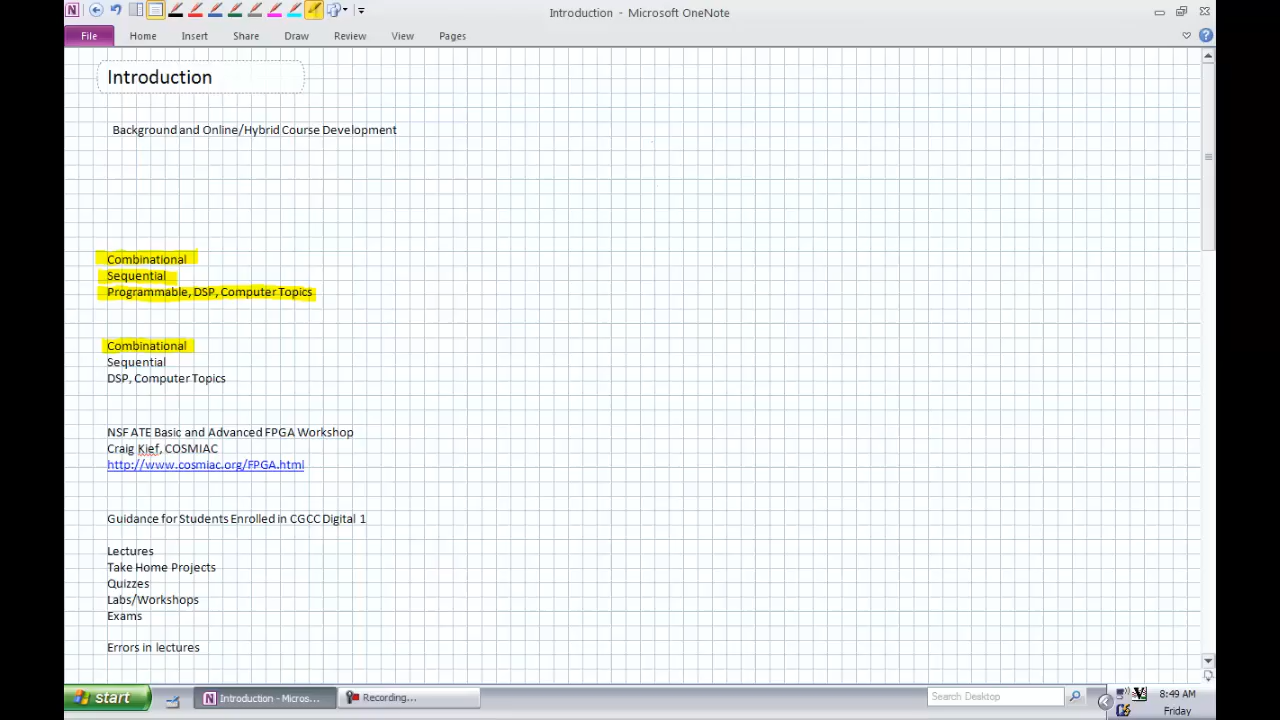 Introduction - Microsoft OneNote
File Home Insert Share Draw Review View Pages
Introduction
Background and Online/Hybrid Course Development
Combinational
Sequential
Programmable, DSP, Computer Topics
Combinational
Sequential
DSP, Computer Topics
NSF ATE Basic and Advanced FPGA Workshop
Craig Kief, COSMIAC
http://www.cosmiac.org/FPGA.html
Guidance for Students Enrolled in CGCC Digital 1
Lectures
Take Home Projects
Quizzes
Labs/Workshops
Exams
Errors in lectures
start Introduction - Micros... Recording... Search Desktop 8:49 AM
Friday